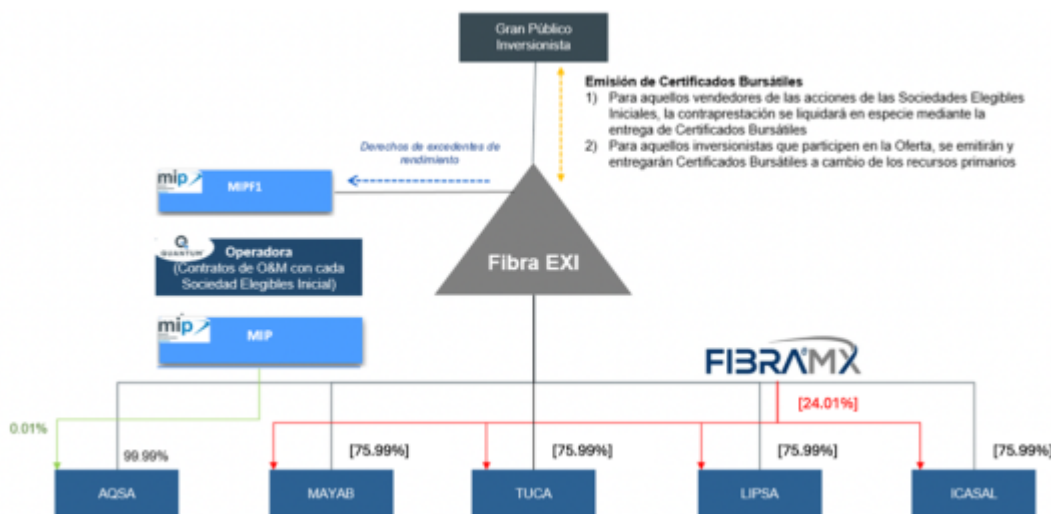 Gran Público
Inversionista
Emisión de Certificados Bursátiles
1) Para aquellos vendedores de las acciones de las Sociedades Elegibles
Iniciales, la contraprestación se liquidará en especie mediante la
entrega de Certificados Bursátiles
2) Para aquellos inversionistas que participen en la Oferta, se emitirán y
entregarán Certificados Bursátiles a cambio de los recursos primarios
Derechos de excedentes de
rendimiento
mip
MIPF1
QUANTUM
Operadora
(Contratos de O&M con cada
Sociedad Elegibles Inicial)
Fibra EXI
mip
MIP
FIBRAeMX
[24.01%]
0.01%
99.99%
[75.99%]
[75.99%]
[75.99%]
[75.99%]
AQSA
MAYAB
TUCA
LIPSA
ICASAL